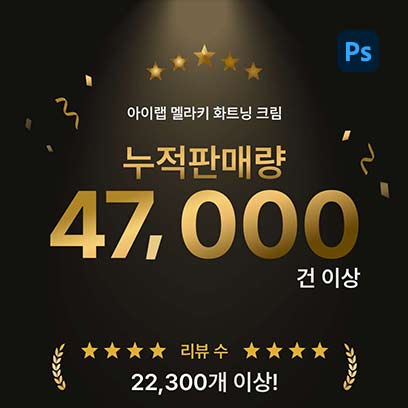 Ps
아이랩 멜라키 화트닝 크림
누적판매량
47,000
건 이상
리뷰 수
22,300개 이상!